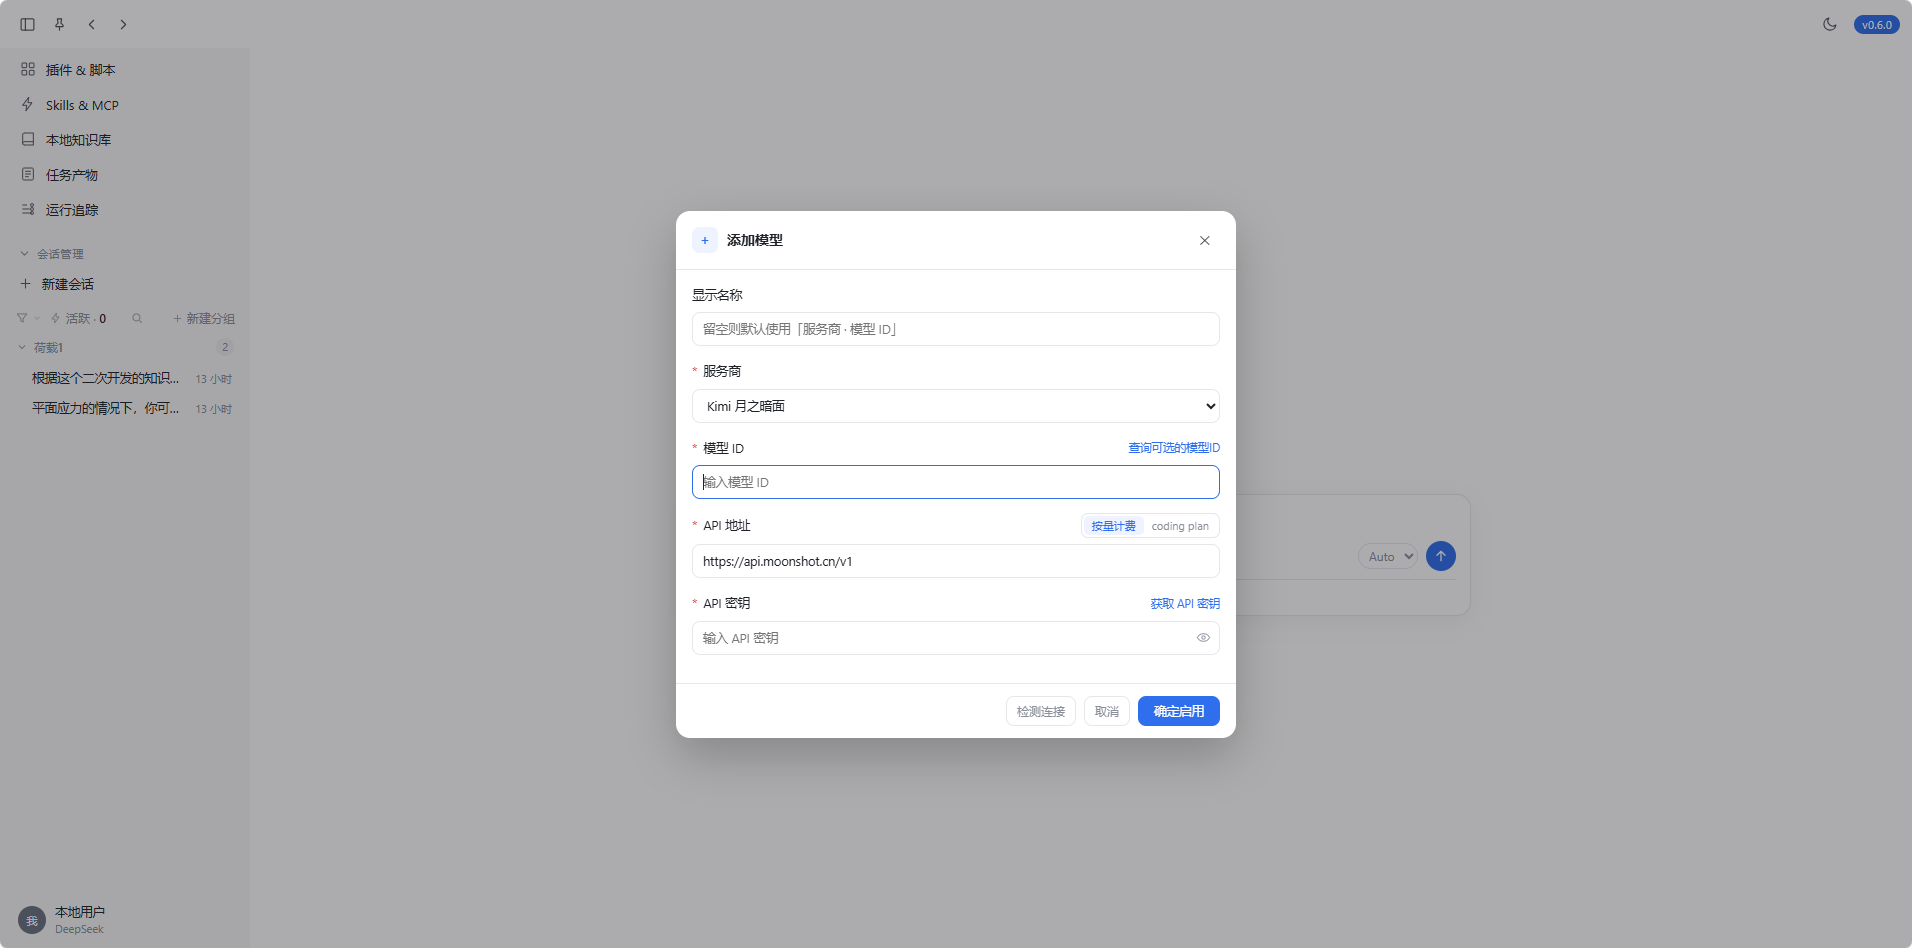 v0.6.0
插件 & 脚本
Skills & MCP
本地知识库
任务产物
运行追踪
会话管理
新建会话
活跃 · 0
新建分组
荷载1
2
根据这个二次开发的知识...
13 小时
平面应力的情况下，你可...
13 小时
我
本地用户
DeepSeek
+ 添加模型
显示名称
留空则默认使用「服务商 · 模型 ID」
* 服务商
Kimi 月之暗面
* 模型 ID
查询可选的模型ID
输入模型 ID
* API 地址
按量计费
coding plan
https://api.moonshot.cn/v1
* API 密钥
获取 API 密钥
输入 API 密钥
检测连接
取消
确定启用
Auto